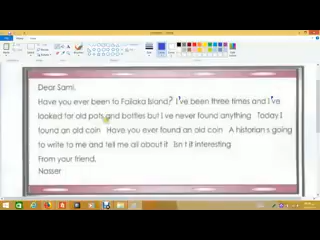 Dear Sami,
Have you ever been to Failaka Island? I've been three times and I've
looked for old pots and bottles but I ve never found anything Today I
found an old coin Have you ever found an old coin A historian s going
to write to me and tell me all about it Isn t it interesting
From your friend,
Nasser